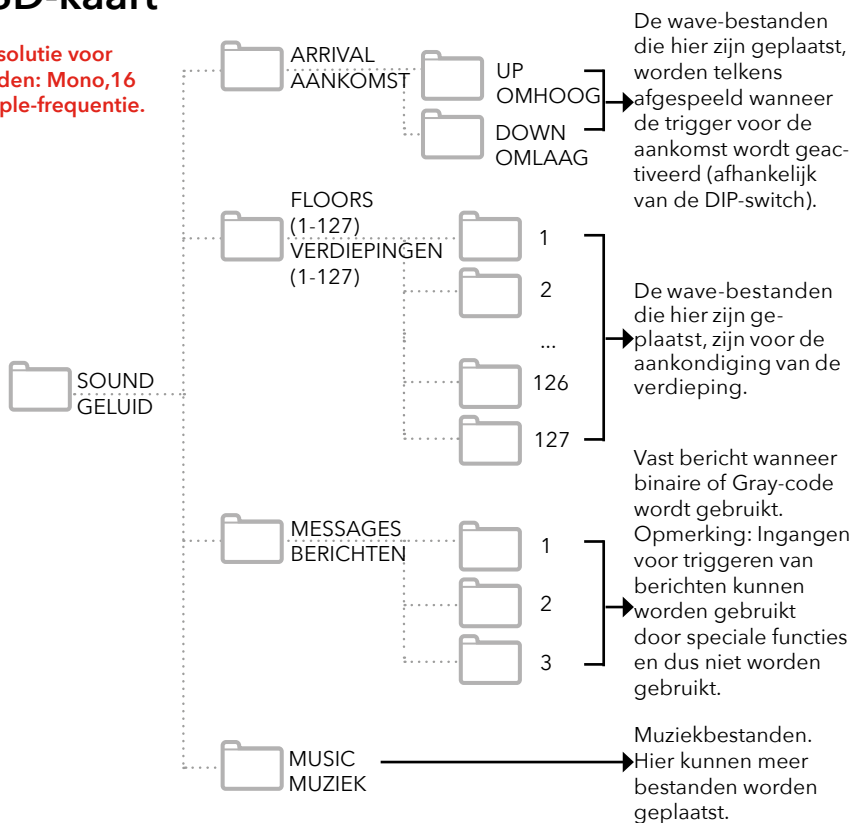 SD-kaart
solutie voor
den: Mono,16
ple-frequentie.
ARRIVAL
AANKOMST
UP
OMHOOG
DOWN
OMLAAG
De wave-bestanden
die hier zijn geplaatst,
worden telkens
afgespeeld wanneer
de trigger voor de
aankomst wordt geac-
tiveerd (afhankelijk
van de DIP-switch).
FLOORS
(1-127)
VERDIEPINGEN
(1-127)
1
2
...
126
127
De wave-bestanden
die hier zijn ge-
plaatst, zijn voor de
aankondiging van de
verdieping.
SOUND
GELUID
MESSAGES
BERICHTEN
1
2
3
Vast bericht wanneer
binaire of Gray-code
wordt gebruikt.
Opmerking: Ingangen
voor triggeren van
berichten kunnen
worden gebruikt
door speciale functies
en dus niet worden
gebruikt.
MUSIC
MUZIEK
Muziekbestanden.
Hier kunnen meer
bestanden worden
geplaatst.